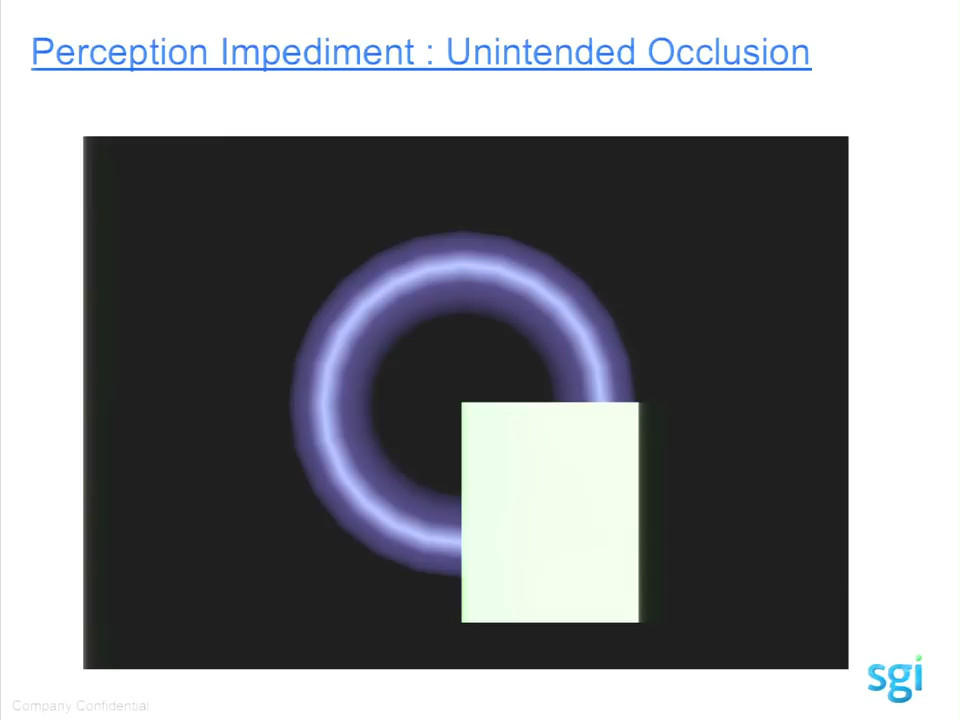 Perception Impediment : Unintended Occlusion
sgi
Company Confidential